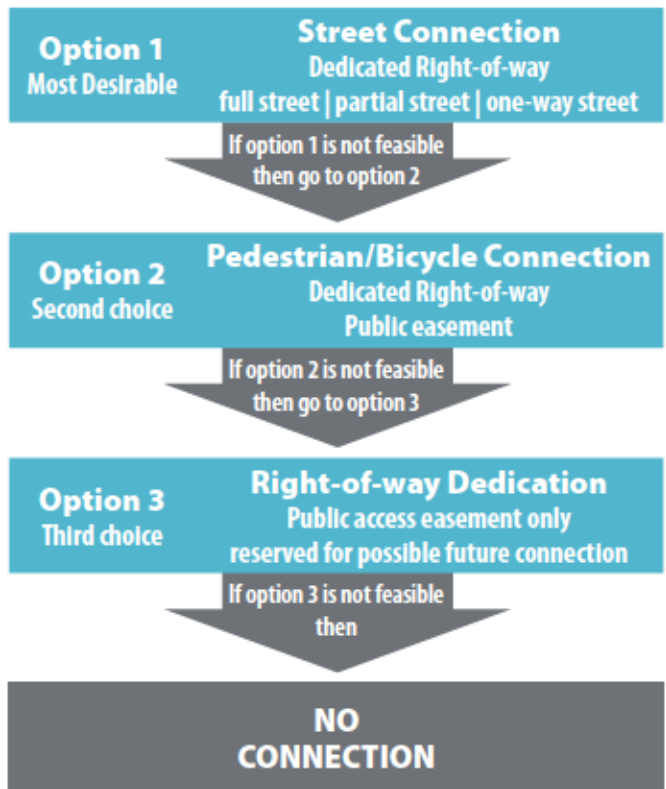 Option 1
Most Desirable
Street Connection
Dedicated Right-of-way
full street | partial street | one-way street
If option 1 is not feasible
then go to option 2
Option 2
Second choice
Pedestrian/Bicycle Connection
Dedicated Right-of-way
Public easement
If option 2 is not feasible
then go to option 3
Option 3
Third choice
Right-of-way Dedication
Public access easement only
reserved for possible future connection
If option 3 is not feasible
then
NO
CONNECTION